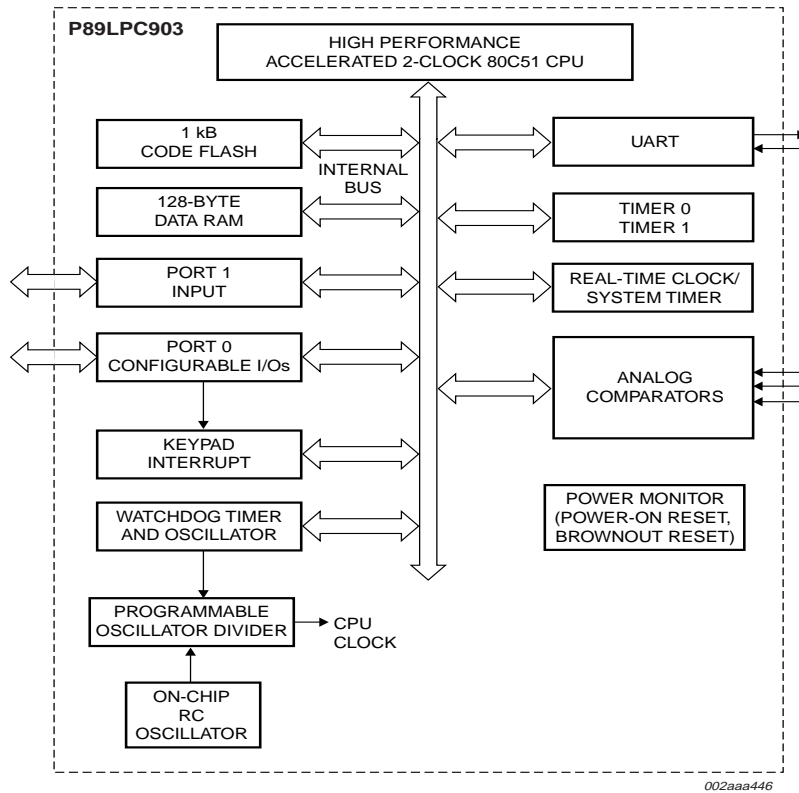 P89LPC903
HIGH PERFORMANCE
ACCELERATED 2-CLOCK 80C51 CPU
1 kB
CODE FLASH
INTERNAL
BUS
UART
128-BYTE
DATA RAM
TIMER 0
TIMER 1
PORT 1
INPUT
REAL-TIME CLOCK/
SYSTEM TIMER
PORT 0
CONFIGURABLE I/Os
ANALOG
COMPARATORS
KEYPAD
INTERRUPT
WATCHDOG TIMER
AND OSCILLATOR
POWER MONITOR
(POWER-ON RESET,
BROWNOUT RESET)
PROGRAMMABLE
OSCILLATOR DIVIDER
CPU
CLOCK
ON-CHIP
RC
OSCILLATOR
002aaa446